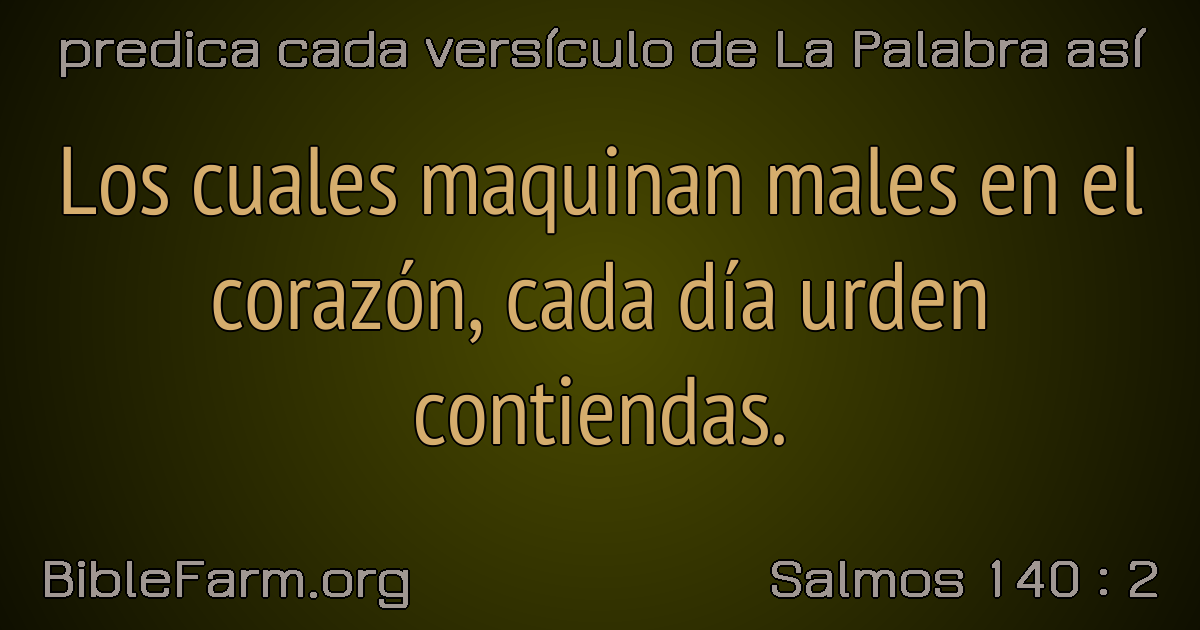 predica cada versículo de La Palabra así
Los cuales maquinan males en el
corazón, cada día urden
contiendas.
BibleFarm.org
Salmos 140 : 2